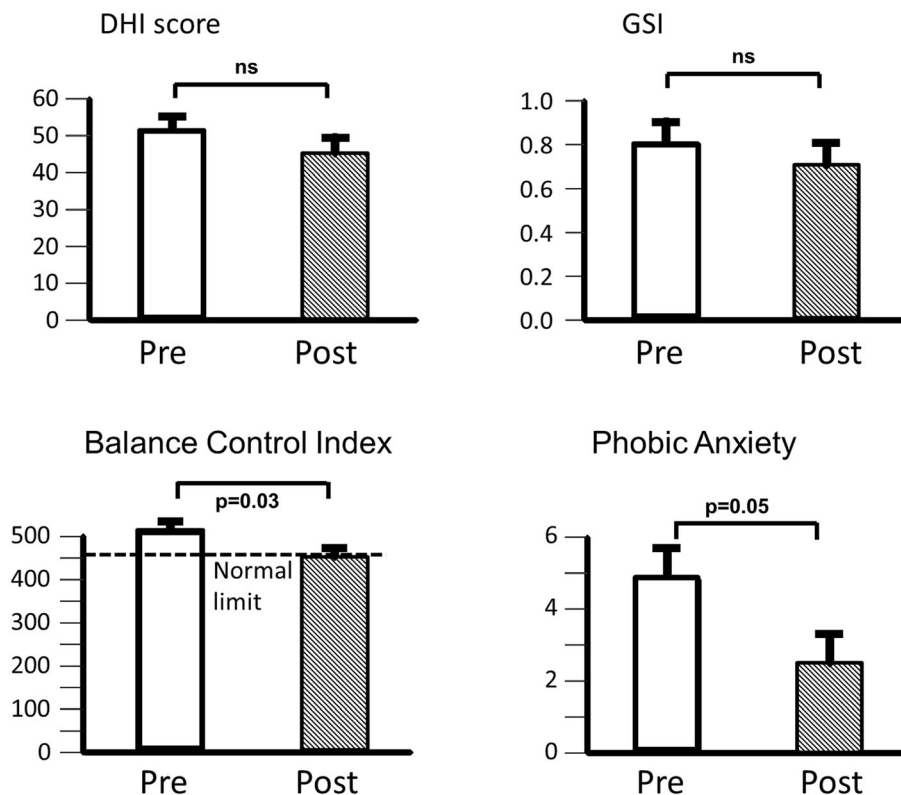 DHI score
ns
60
50
40
30
20
10
0
Pre Post
GSI
ns
1.0
0.8
0.6
0.4
0.2
0.0
Pre Post
Balance Control Index
p=0.03
500
400
300
200
100
0
Normal
limit
Pre Post
Phobic Anxiety
p=0.05
6
4
2
0
Pre Post